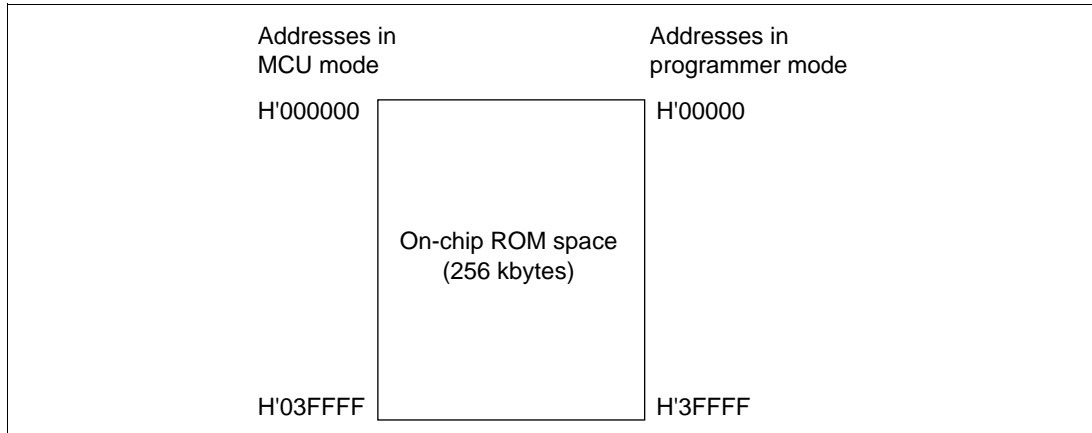 Addresses in
MCU mode
Addresses in
programmer mode
H'000000
H'00000
On-chip ROM space
(256 kbytes)
H'03FFFF
H'3FFFF